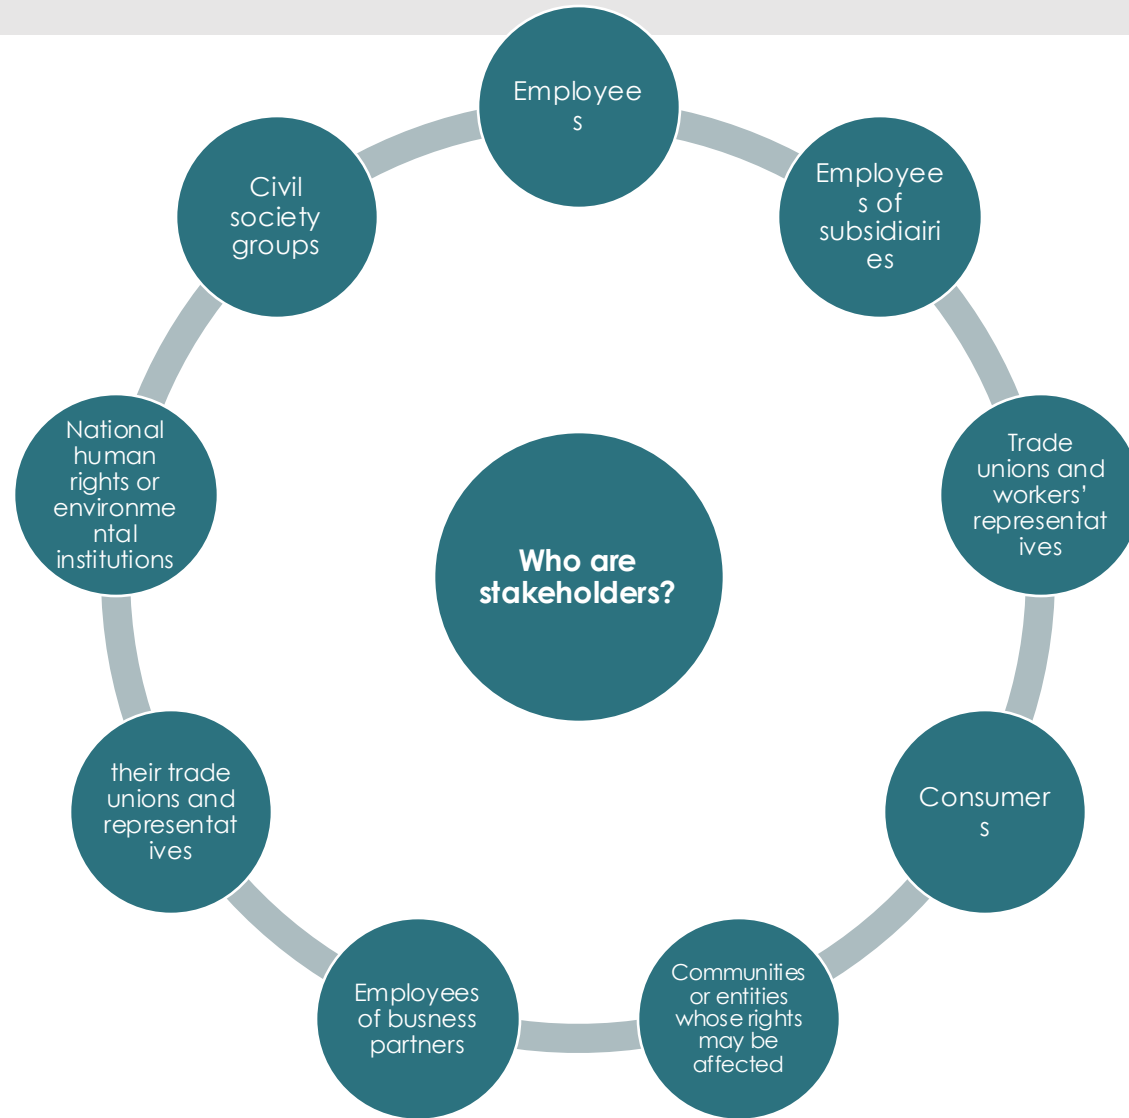 Employee
s
Employee
s of
subsidiairi
es
Trade
unions and
workers’
representat
ives
Consumer
s
Communities
or entities
whose rights
may be
affected
Employees
of busness
partners
their trade
unions and
representat
ives
National
human
rights or
environme
ntal
institutions
Civil
society
groups
Who are
stakeholders?